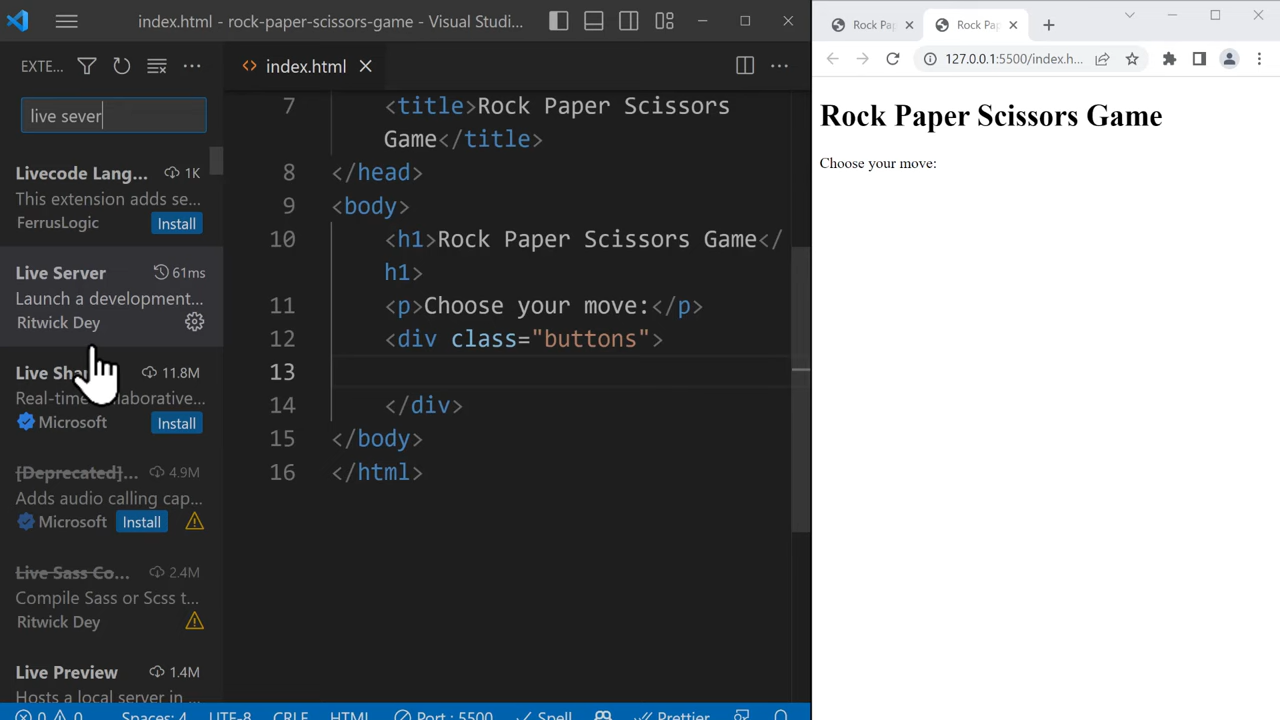 index.html - rock-paper-scissors-game - Visual Studi...
EXTE...
live sever
Livecode Lang... 1K
This extension adds se...
FerrusLogic Install
Live Server 61ms
Launch a development...
Ritwick Dey
Live Sha 11.8M
Real-time collaborative...
Microsoft Install
[Deprecated]... 4.9M
Adds audio calling cap...
Microsoft Install
Live Sass Co... 2.4M
Compile Sass or Scss t...
Ritwick Dey
Live Preview 1.4M
Hosts a local server in
index.html
7 <title>Rock Paper Scissors
Game</title>
8 </head>
9 <body>
10 <h1>Rock Paper Scissors Game</
h1>
11 <p>Choose your move:</p>
12 <div class="buttons">
13
14 </div>
15 </body>
16 </html>
0 0 Spaces: 4 UTF-8 CRLF HTML Port : 5500 Spell Prettier
Rock Pap Rock Pap
127.0.0.1:5500/index.h...
Rock Paper Scissors Game
Choose your move: